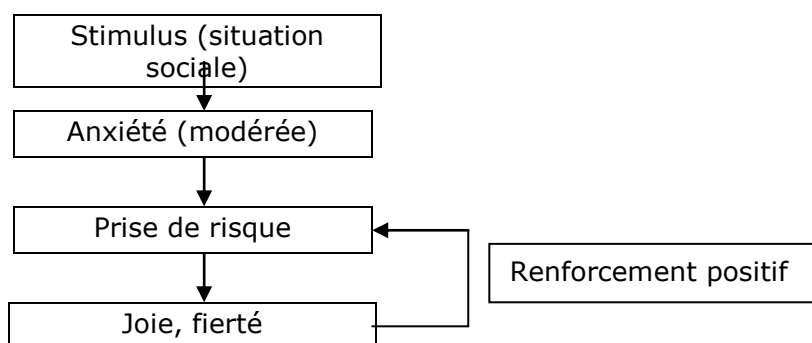 Stimulus (situation
sociale)
Anxiété (modérée)
Prise de risque
Renforcement positif
Joie, fierté